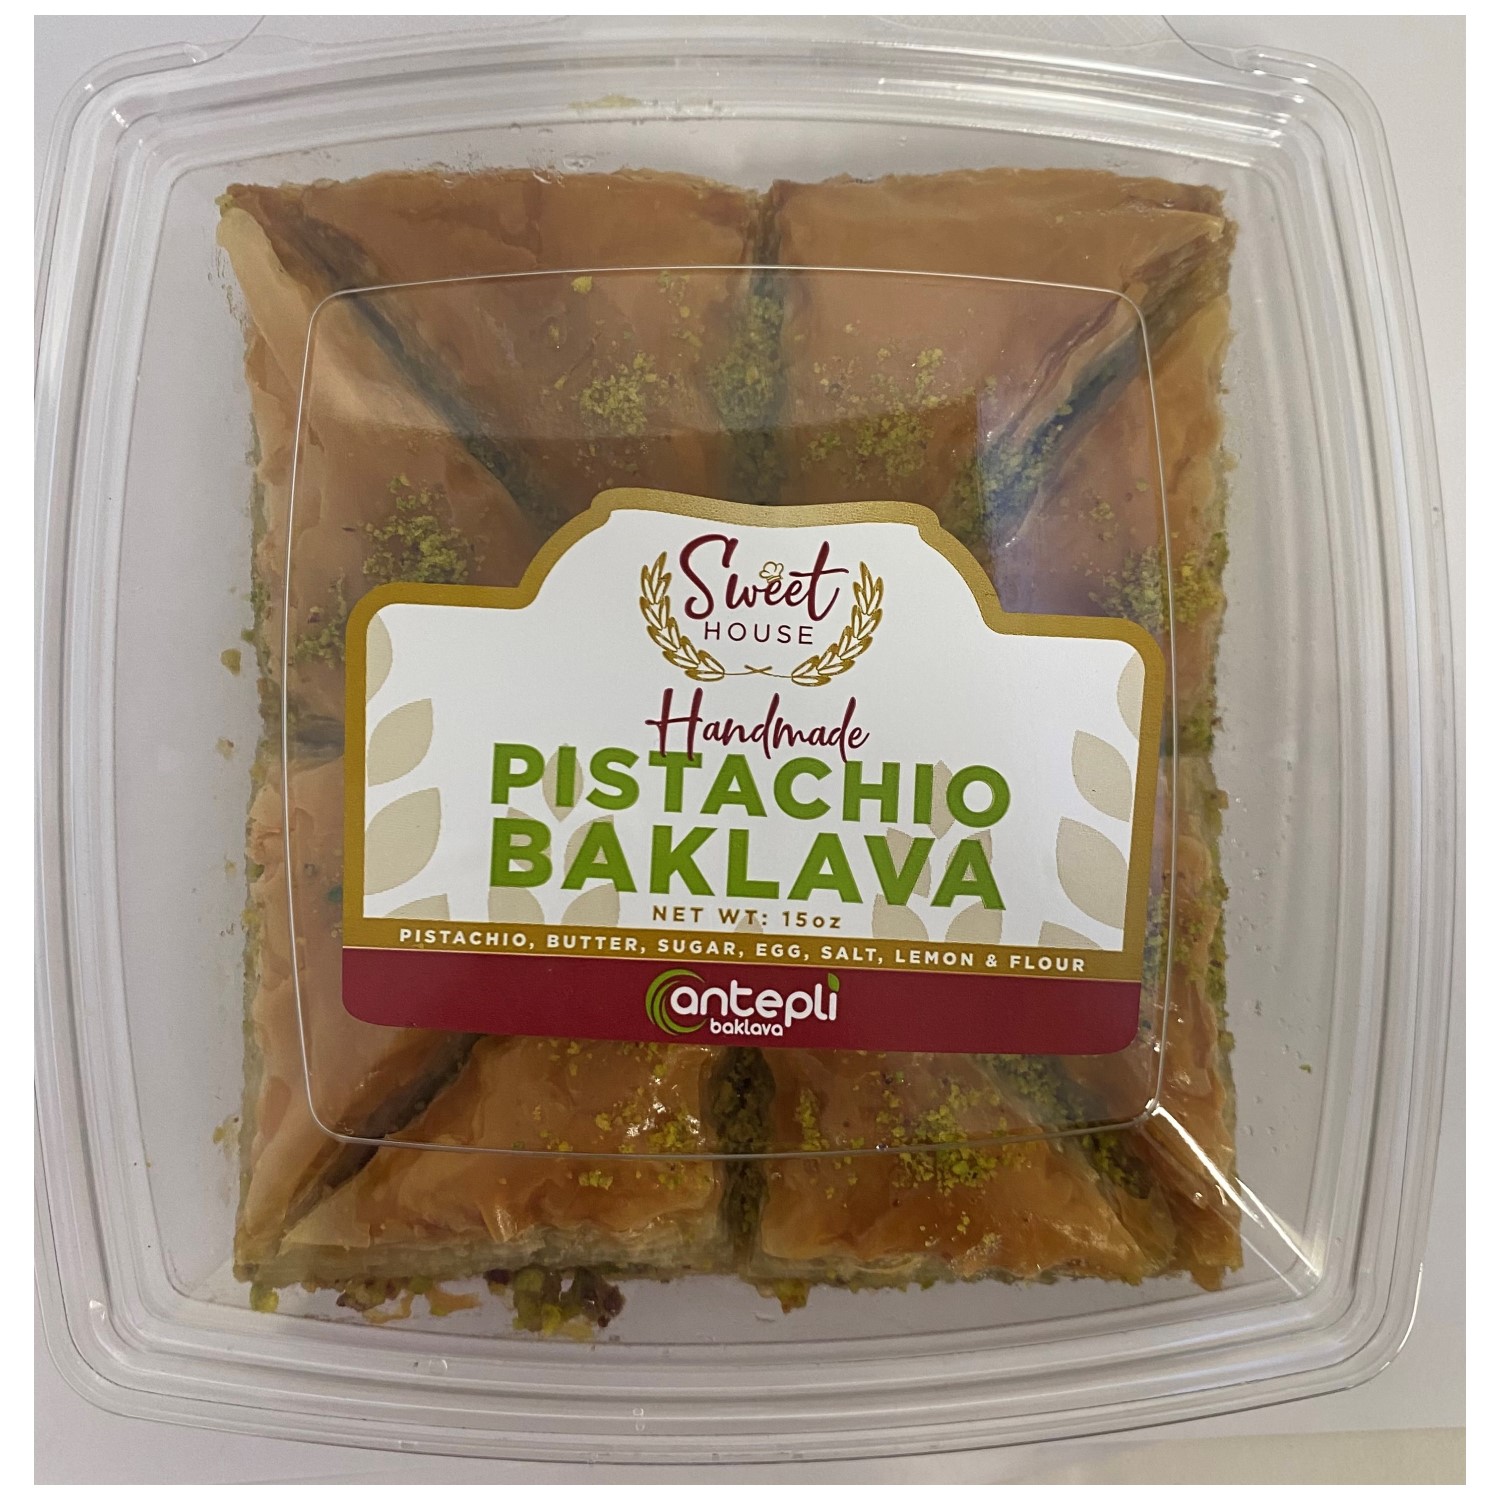 Sweet
HOUSE
Handmade
PISTACHIO
BAKLAVA
NET WT: 15oz
PISTACHIO, BUTTER, SUGAR, EGG, SALT, LEMON & FLOUR
antepli
baklava